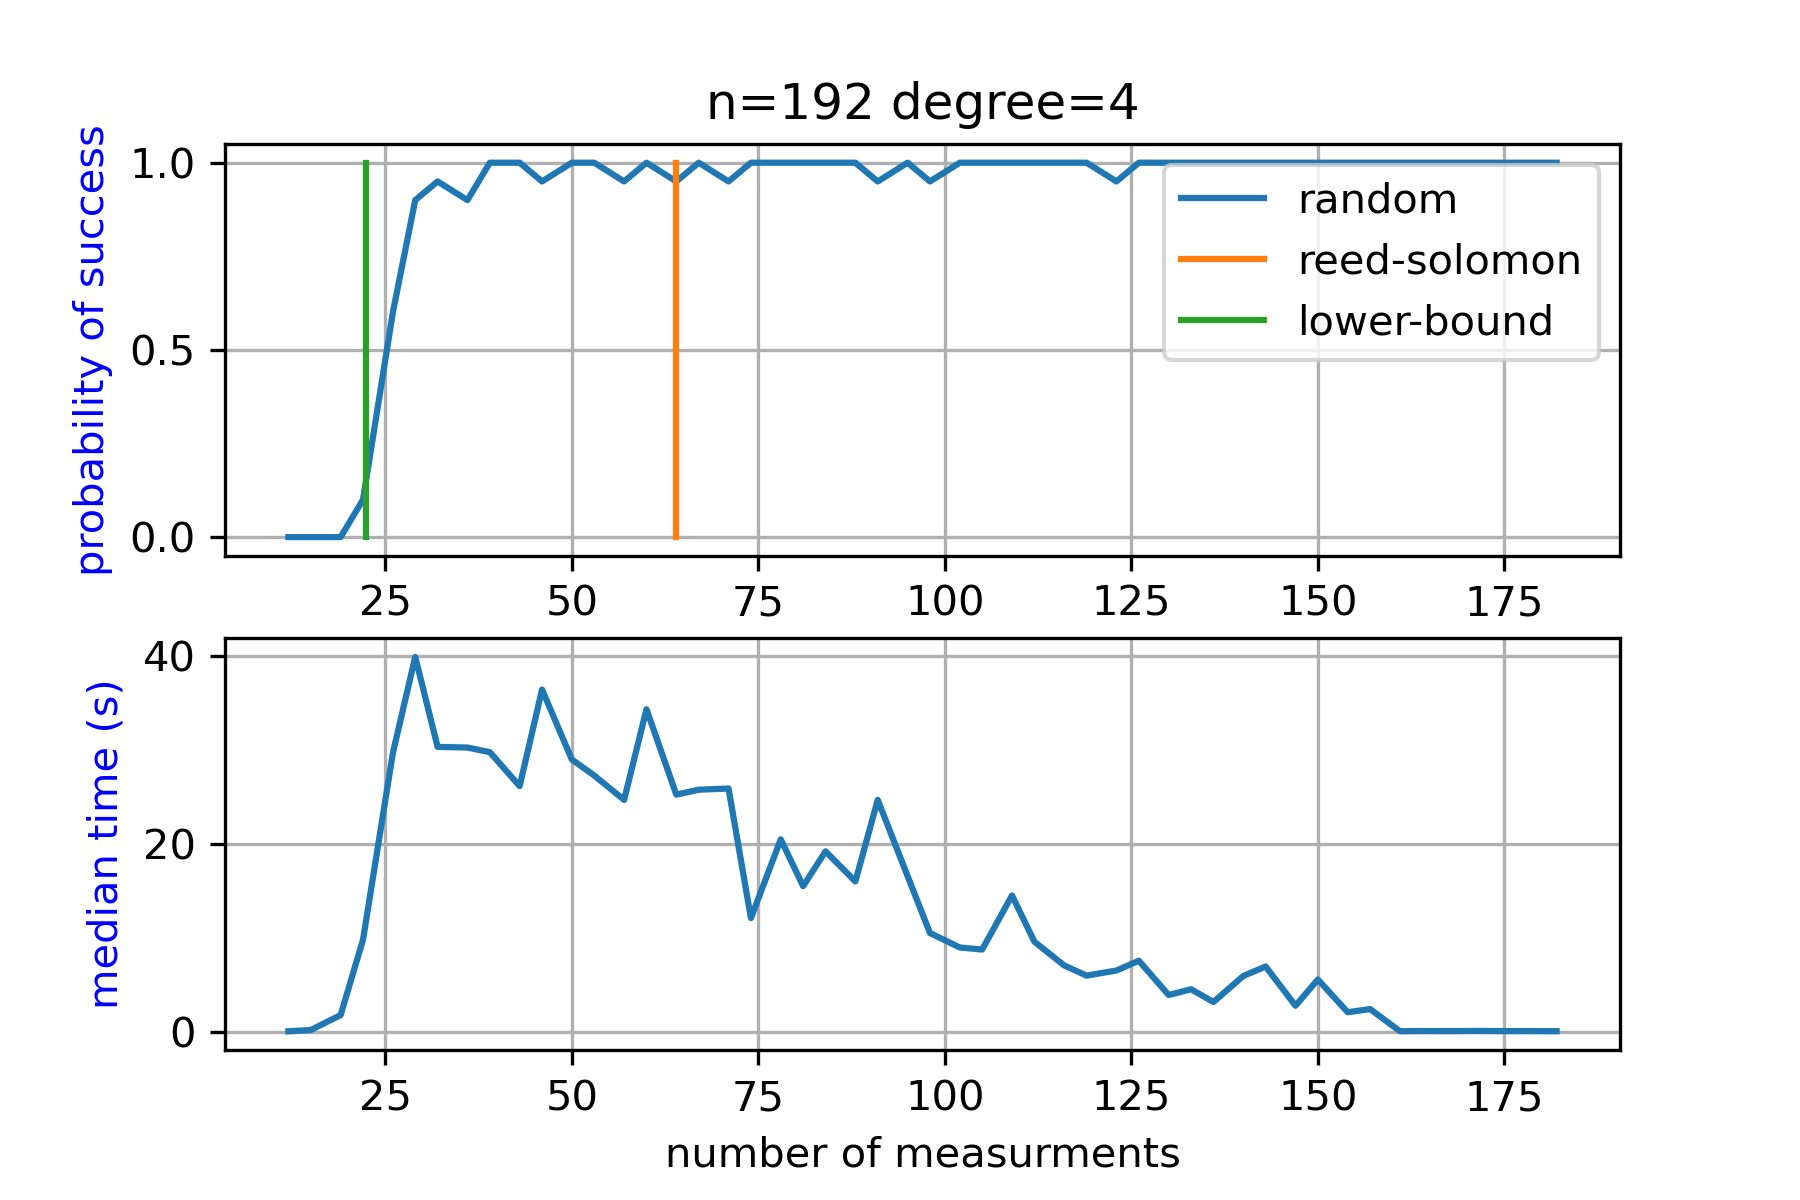 n=192 degree=4
probability of success
1.0
0.5
0.0
random
reed-solomon
lower-bound
25 50 75 100 125 150 175
median time (s)
40
20
0
25 50 75 100 125 150 175
number of measurments